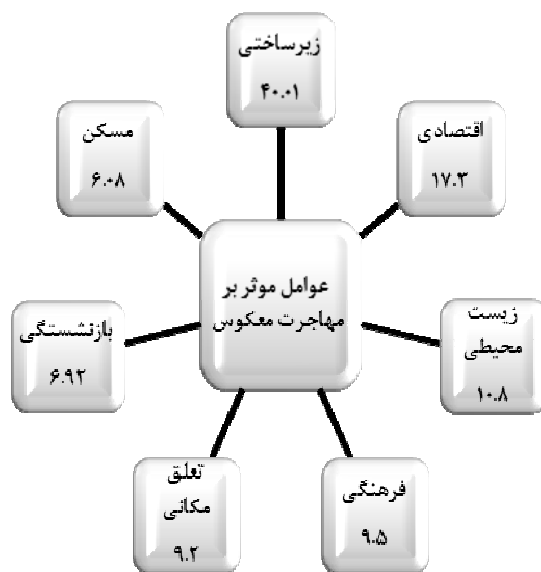 زیرساختی
۴۰.۰۱
اقتصادی
۱۷.۳
زیست
محیطی
۱۰.۸
فرهنگی
۹.۵
تعلق
مکانی
۹.۲
بازنشستگی
۶.۹۲
مسکن
۶.۰۸
عوامل موثر بر
مهاجرت معکوس